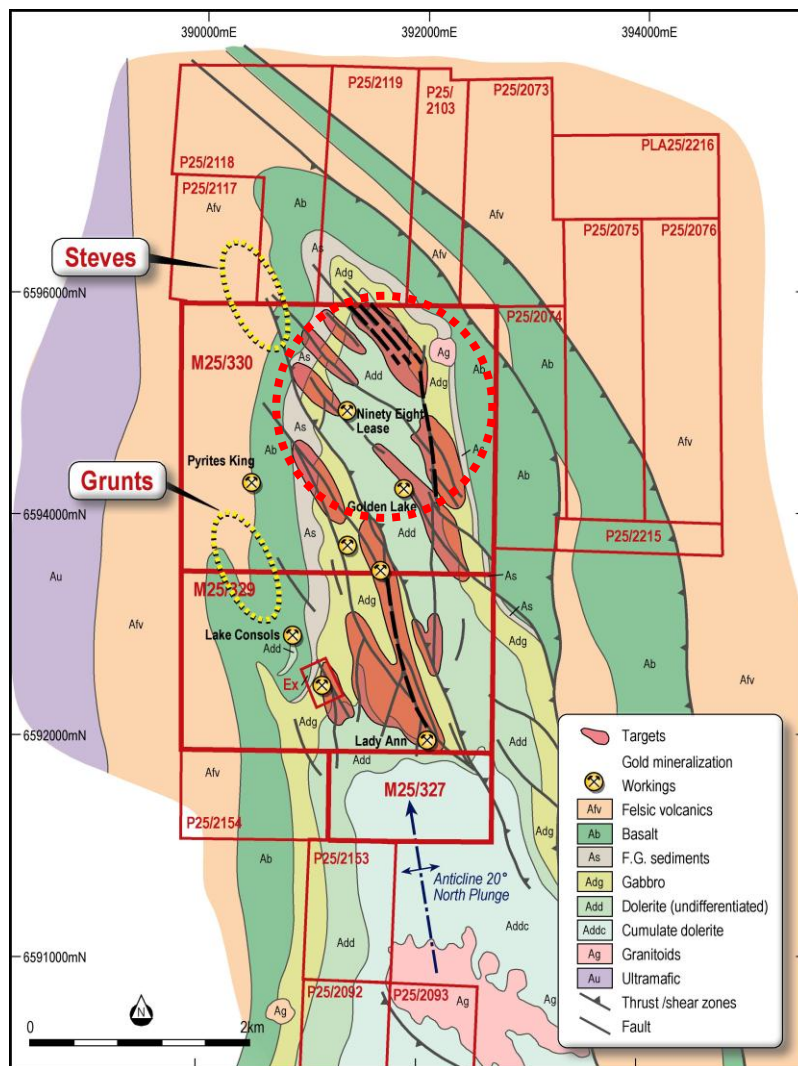 390000mE
392000mE
394000mE
P25/2119
P25/
2103
P25/2073
PLA25/2216
P25/2118
P25/2117
Afv
Ab
Afv
P25/2075
P25/2076
Steves
As
Adg
Afv
6596000mN
P25/2074
M25/330
As
Add
Ag
Adg
Ab
Ab
Ninety Eight
Lease
Afv
Ab
As
Pyrites King
Grunts
Golden Lake
6594000mN
As
Add
P25/2215
Au
M25/329
As
As
Afv
Adg
Lake Consols
Add
Adg
Ab
Afv
Ex
6592000mN
Adg
Lady Ann
Add
Add
Afv
M25/327
P25/2154
Adg
Ab
P25/2153
Anticline 20°
North Plunge
Add
Addc
6591000mN
P25/2092
P25/2093
Ag
Ag
Ag
N
0
2km
Targets
Gold mineralization
Workings
Afv
Felsic volcanics
Ab
Basalt
As
F.G. sediments
Adg
Gabbro
Add
Dolerite (undifferentiated)
Addc
Cumulate dolerite
Ag
Granitoids
Au
Ultramafic
Thrust /shear zones
Fault